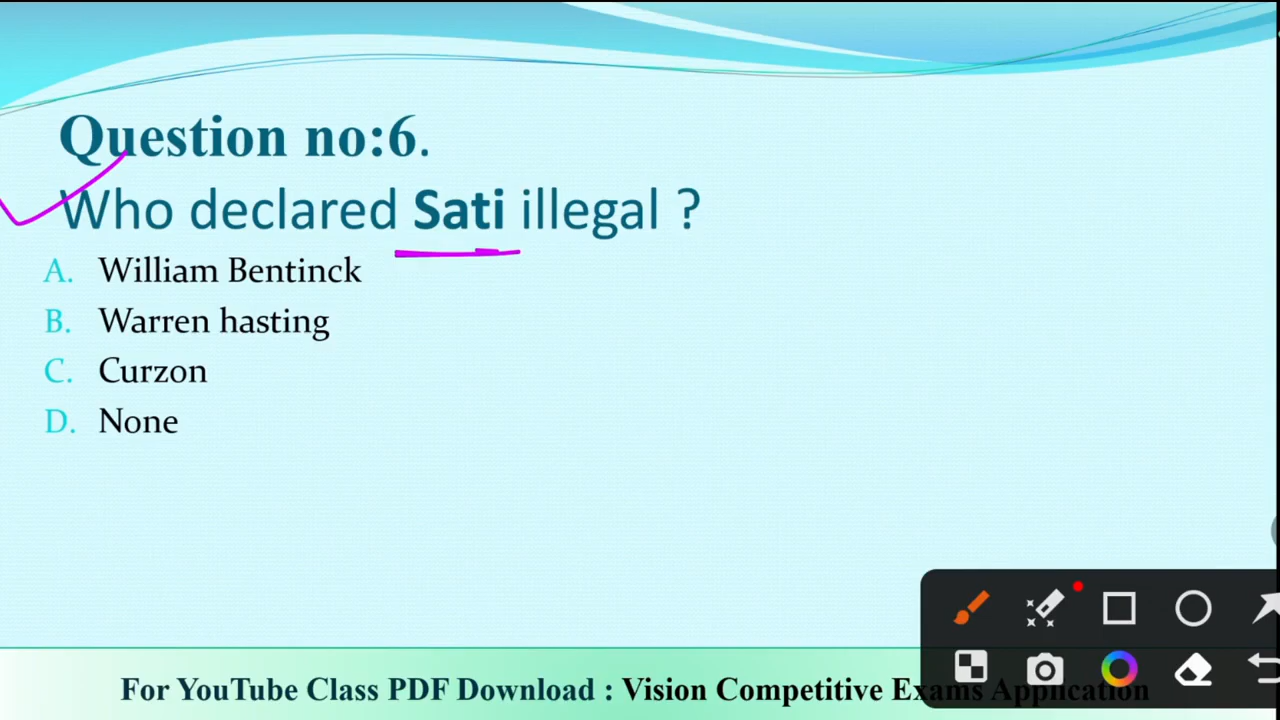 Question no:6.
Who declared Sati illegal ?
A. William Bentinck
B. Warren hasting
C. Curzon
D. None
For YouTube Class PDF Download : Vision Competitive Exams Application